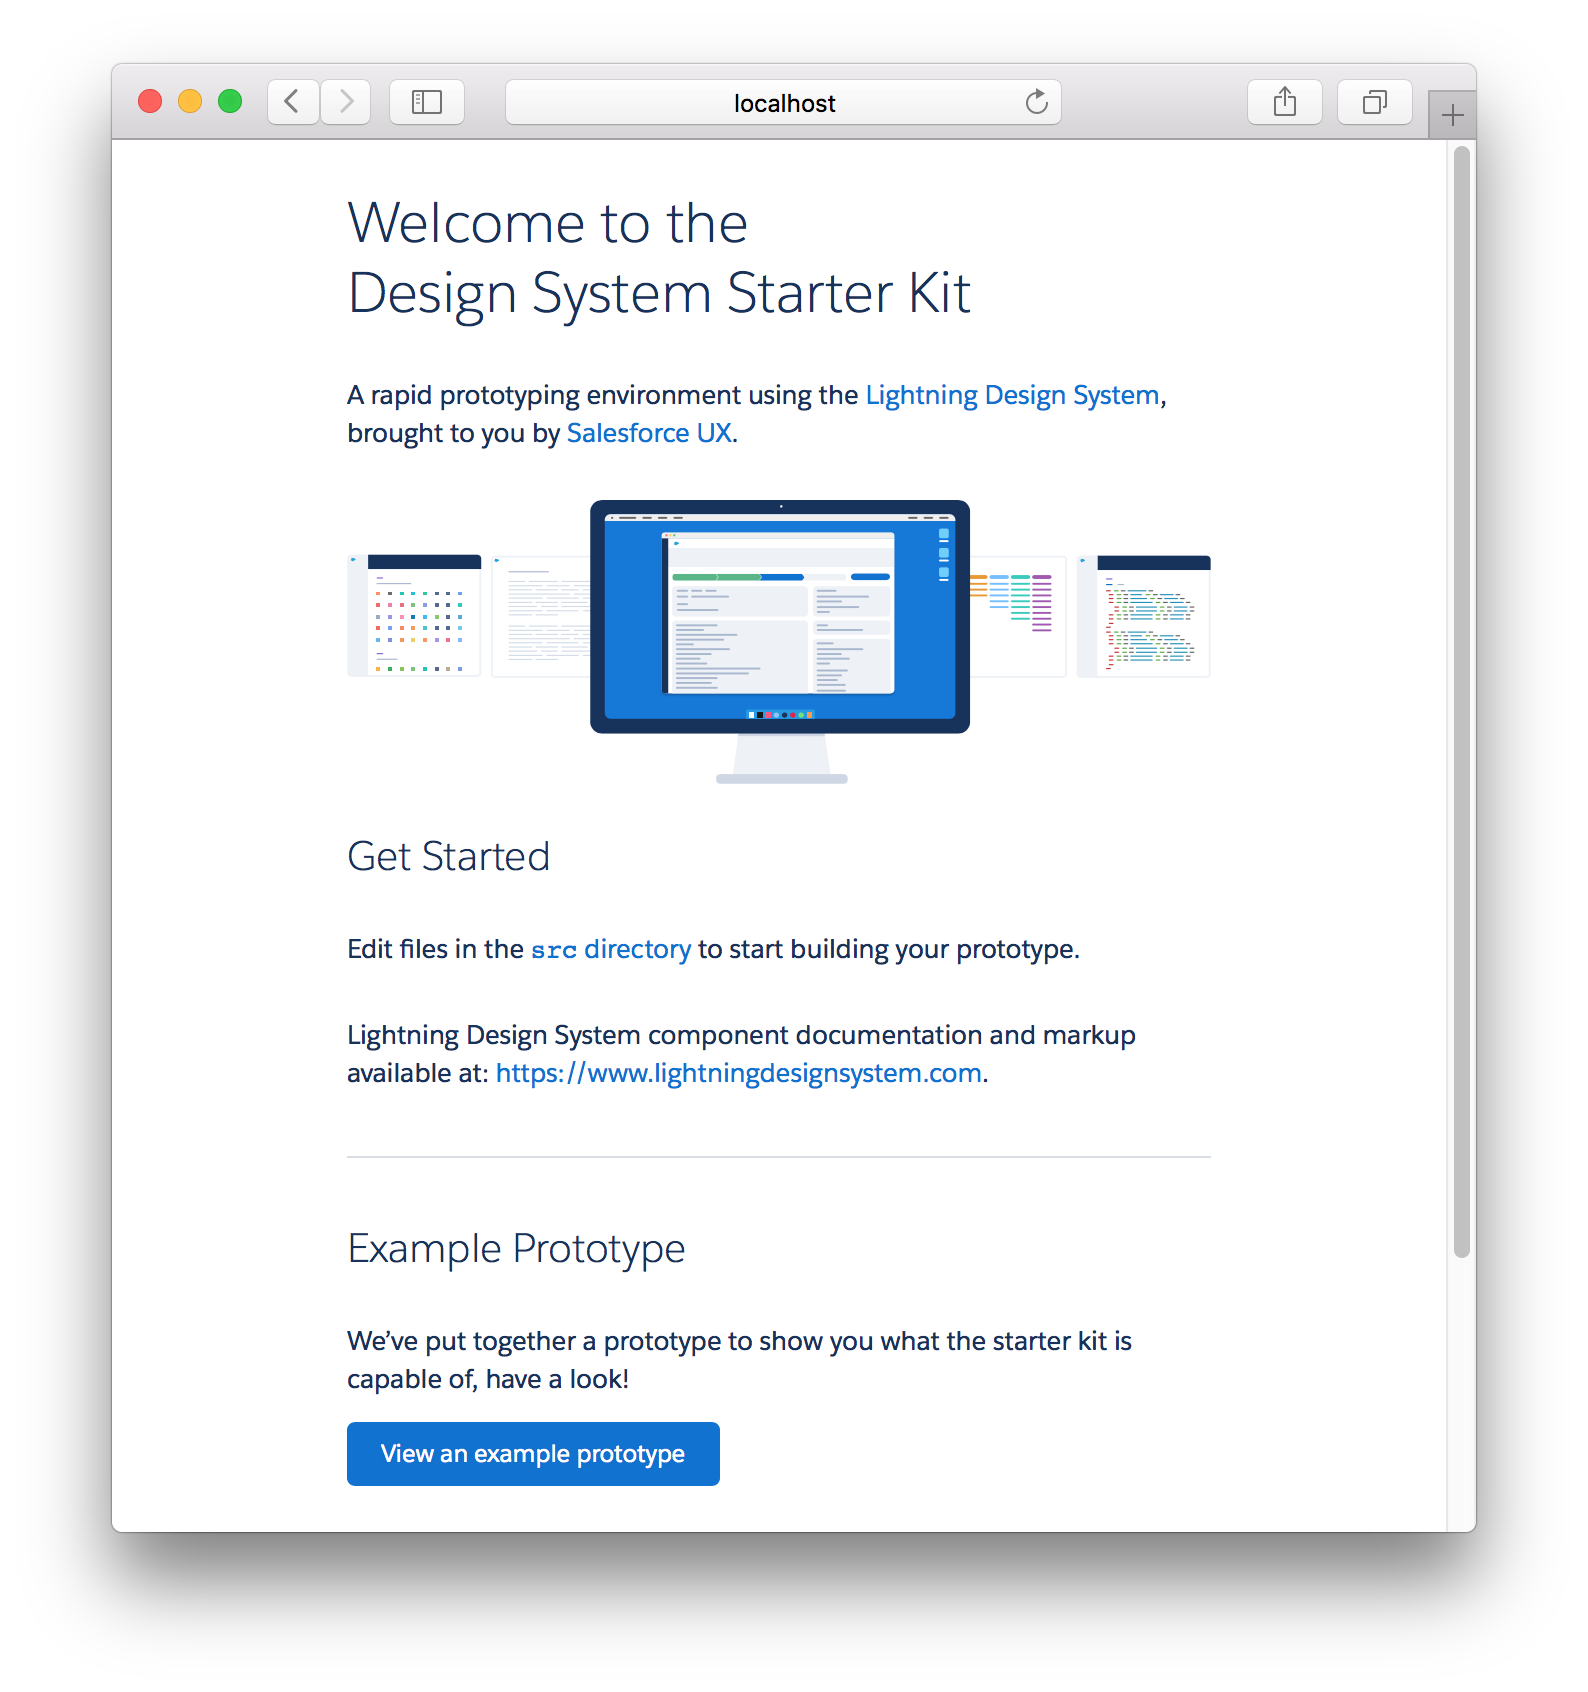 localhost
Welcome to the
Design System Starter Kit
A rapid prototyping environment using the Lightning Design System,
brought to you by Salesforce UX.
Get Started
Edit files in the src directory to start building your prototype.
Lightning Design System component documentation and markup
available at: https://www.lightningdesignsystem.com.
Example Prototype
We’ve put together a prototype to show you what the starter kit is
capable of, have a look!
View an example prototype